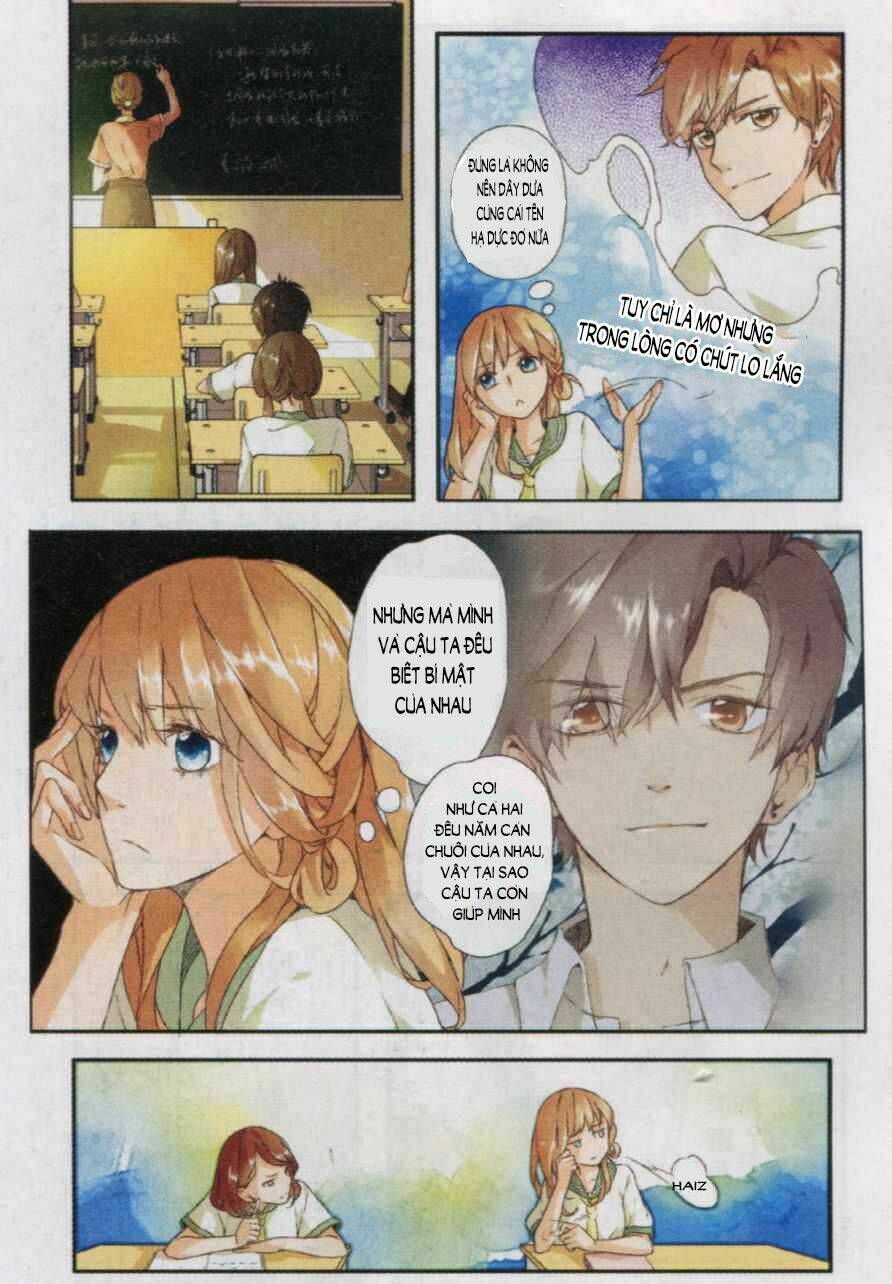 ĐÚNG LÀ KHÔNG
NÊN DÂY DƯA
CÙNG CÁI TÊN
HẠ DỰC ĐÓ NỮA
TUY CHỈ LÀ MƠ NHƯNG
TRONG LÒNG CÓ CHÚT LO LẮNG
NHƯNG MÀ MÌNH
VÀ CẬU TA ĐỀU
BIẾT BÍ MẬT
CỦA NHAU
COI
NHƯ CẢ HAI
ĐỀU NẮM CÁN
CHUÔI CỦA NHAU,
VẬY TẠI SAO
CẬU TA CÒN
GIÚP MÌNH
HAIZ